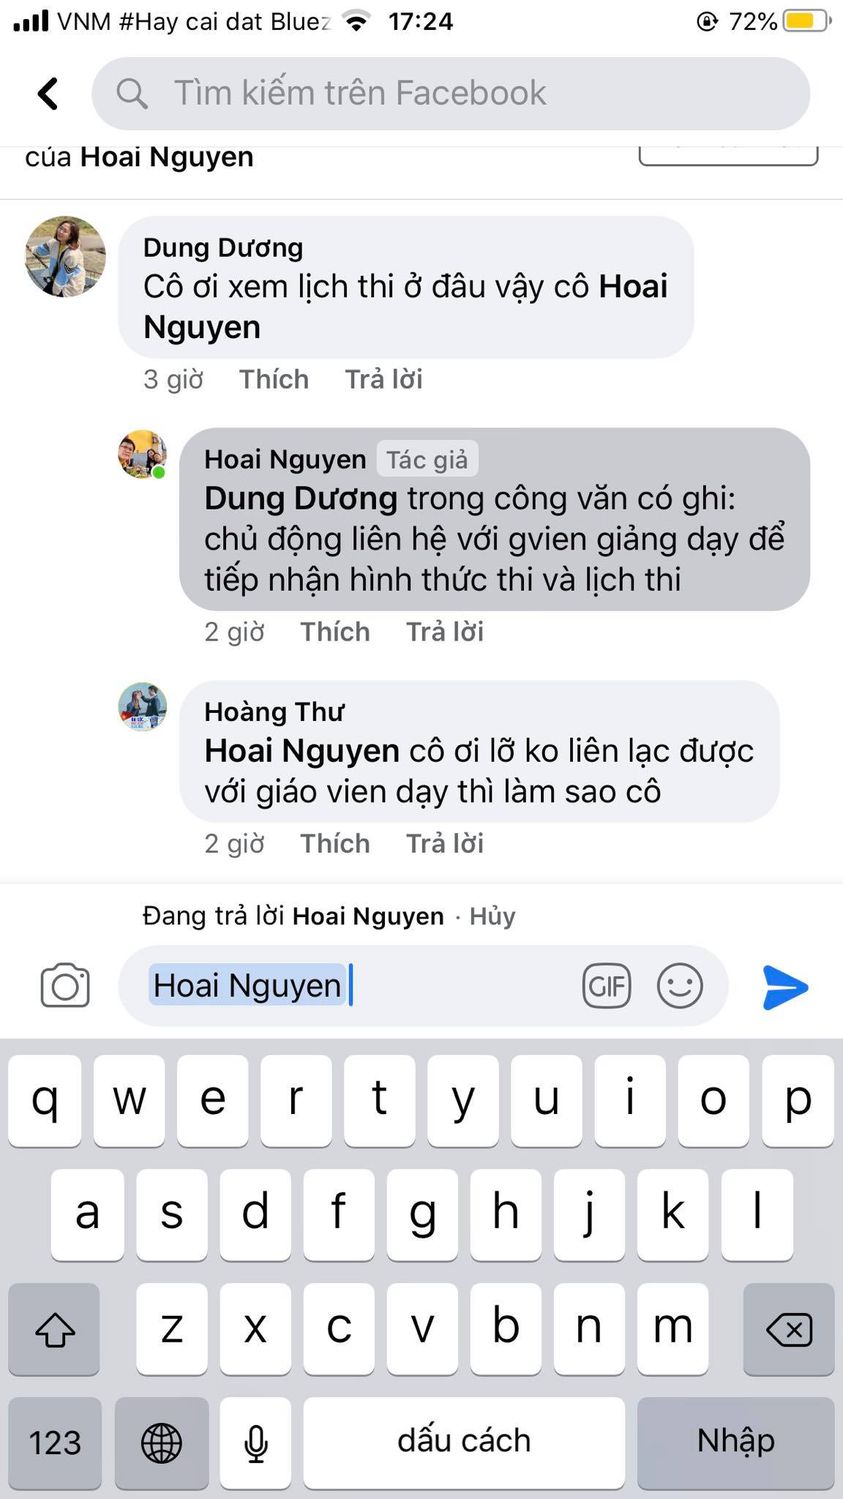 VNM #Hay cai dat Bluez 17:24 72%
Tìm kiếm trên Facebook
của Hoai Nguyen
Dung Dương
Cô ơi xem lịch thi ở đâu vậy cô Hoai
Nguyen
3 giờ Thích Trả lời
Hoai Nguyen Tác giả
Dung Dương trong công văn có ghi:
chủ động liên hệ với gvien giảng dạy để
tiếp nhận hình thức thi và lịch thi
2 giờ Thích Trả lời
Hoàng Thư
Hoai Nguyen cô ơi lỡ ko liên lạc được
với giáo vien dạy thì làm sao cô
2 giờ Thích Trả lời
Đang trả lời Hoai Nguyen · Hủy
Hoai Nguyen GIF
q w e r t y u i o p
a s d f g h j k l
z x c v b n m
123 dấu cách Nhập